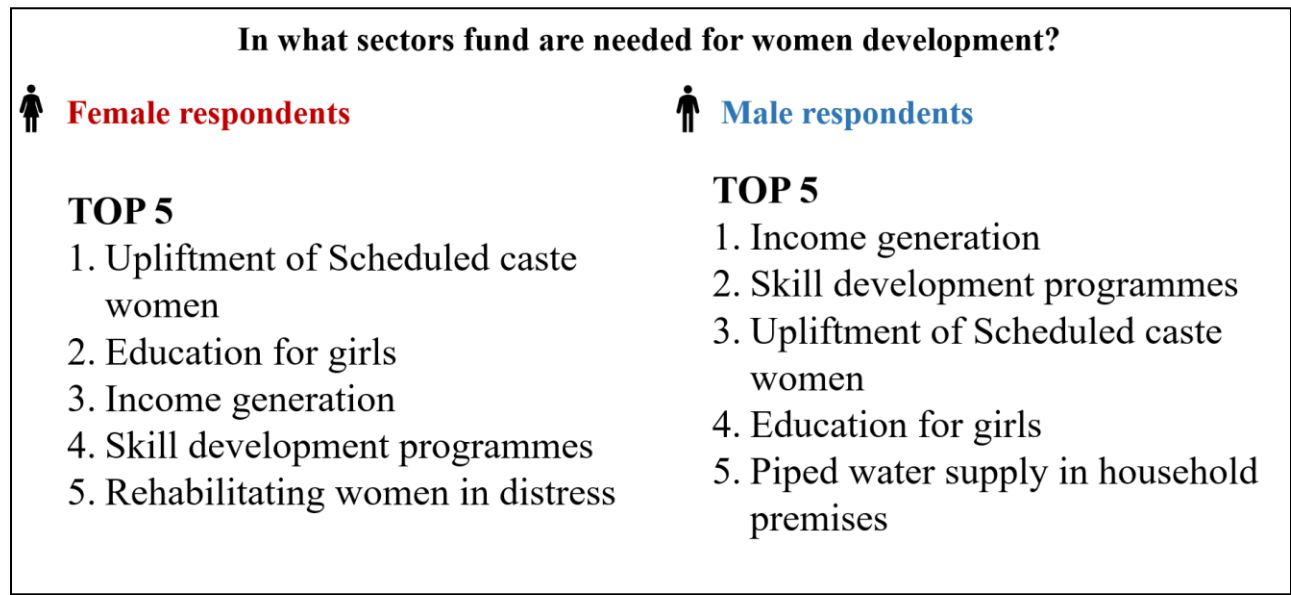 In what sectors fund are needed for women development?
Female respondents
TOP 5
1. Upliftment of Scheduled caste
women
2. Education for girls
3. Income generation
4. Skill development programmes
5. Rehabilitating women in distress
Male respondents
TOP 5
1. Income generation
2. Skill development programmes
3. Upliftment of Scheduled caste
women
4. Education for girls
5. Piped water supply in household
premises